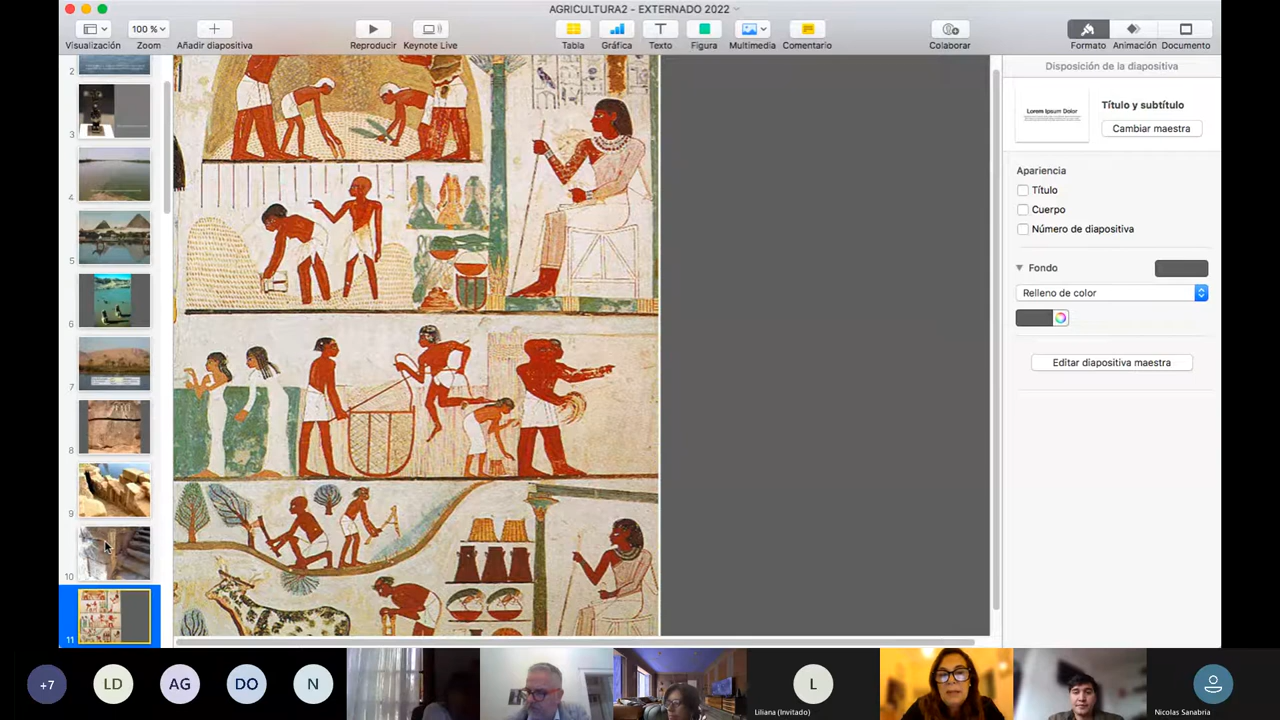 AGRICULTURA2 - EXTERNADO 2022
100 %
Visualización Zoom Añadir diapositiva Reproducir Keynote Live Tabla Gráfica Texto Figura Multimedia Comentario Colaborar Formato Animación Documento
Disposición de la diapositiva
Lorem Ipsum Dolor
Título y subtítulo
Cambiar maestra
Apariencia
Título
Cuerpo
Número de diapositiva
Fondo
Relleno de color
Editar diapositiva maestra
2
3
4
5
6
7
8
9
10
11
+7 LD AG DO N L
Liliana (Invitado)
Nicolas Sanabria